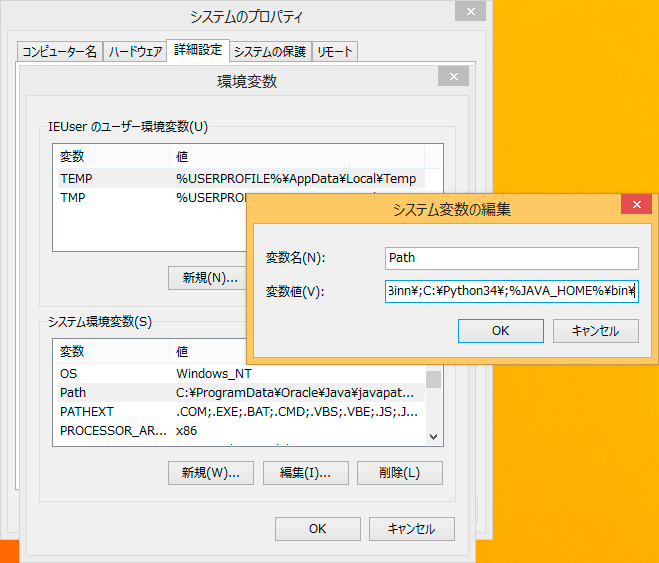 システムのプロパティ
コンピューター名 ハードウェア 詳細設定 システムの保護 リモート
環境変数
IEUser のユーザー環境変数(U)
変数 値
TEMP %USERPROFILE%¥AppData¥Local¥Temp
TMP %USERPROF
新規(N)...
システム変数の編集
変数名(N): Path
変数値(V): Binn¥;C:¥Python34¥;%JAVA_HOME%¥bin¥
OK キャンセル
システム環境変数(S)
変数 値
OS Windows_NT
Path C:¥ProgramData¥Oracle¥Java¥javapat...
PATHEXT .COM;.EXE;.BAT;.CMD;.VBS;.VBE;.JS;.J...
PROCESSOR_AR... x86
新規(W)... 編集(I)... 削除(L)
OK キャンセル